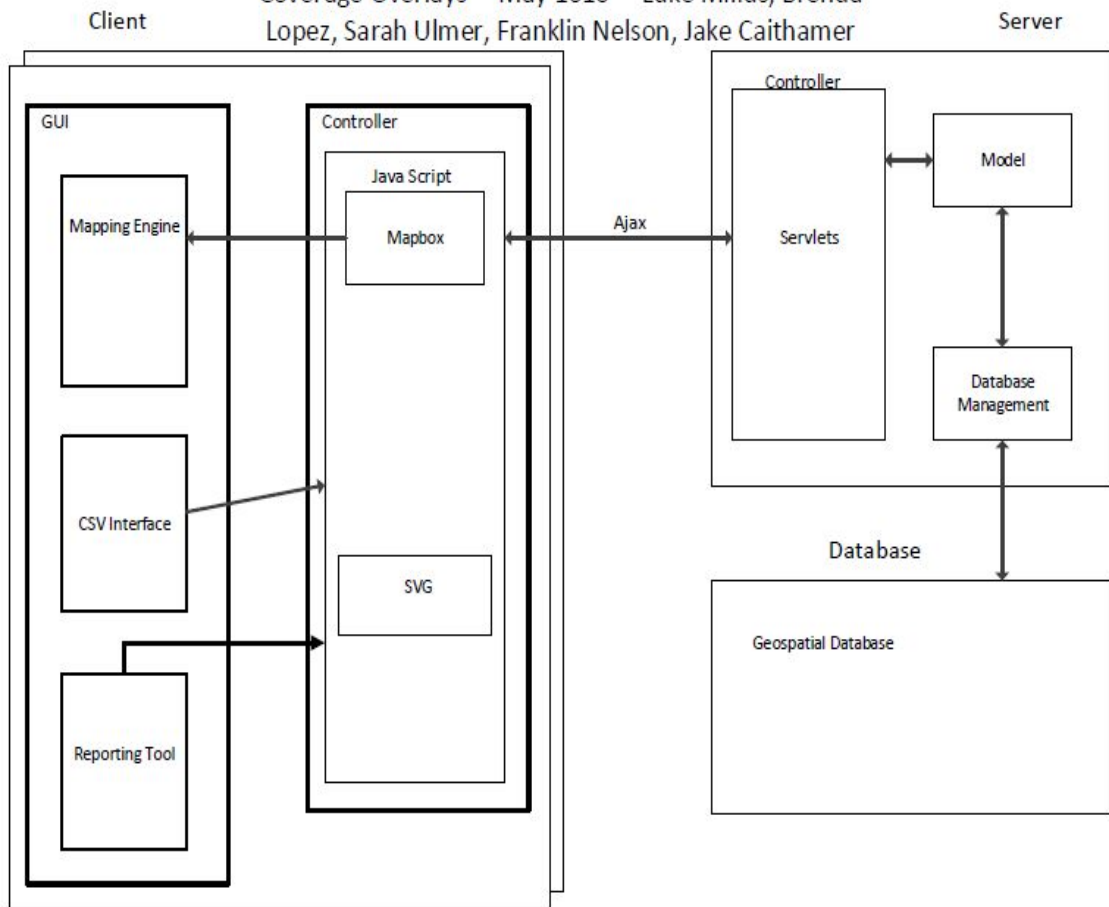 Lopez, Sarah Ulmer, Franklin Nelson, Jake Caithamer
Client
Server
GUI
Controller
Java Script
Mapping Engine
Mapbox
CSV Interface
SVG
Reporting Tool
Ajax
Controller
Servlets
Model
Database
Management
Database
Geospatial Database